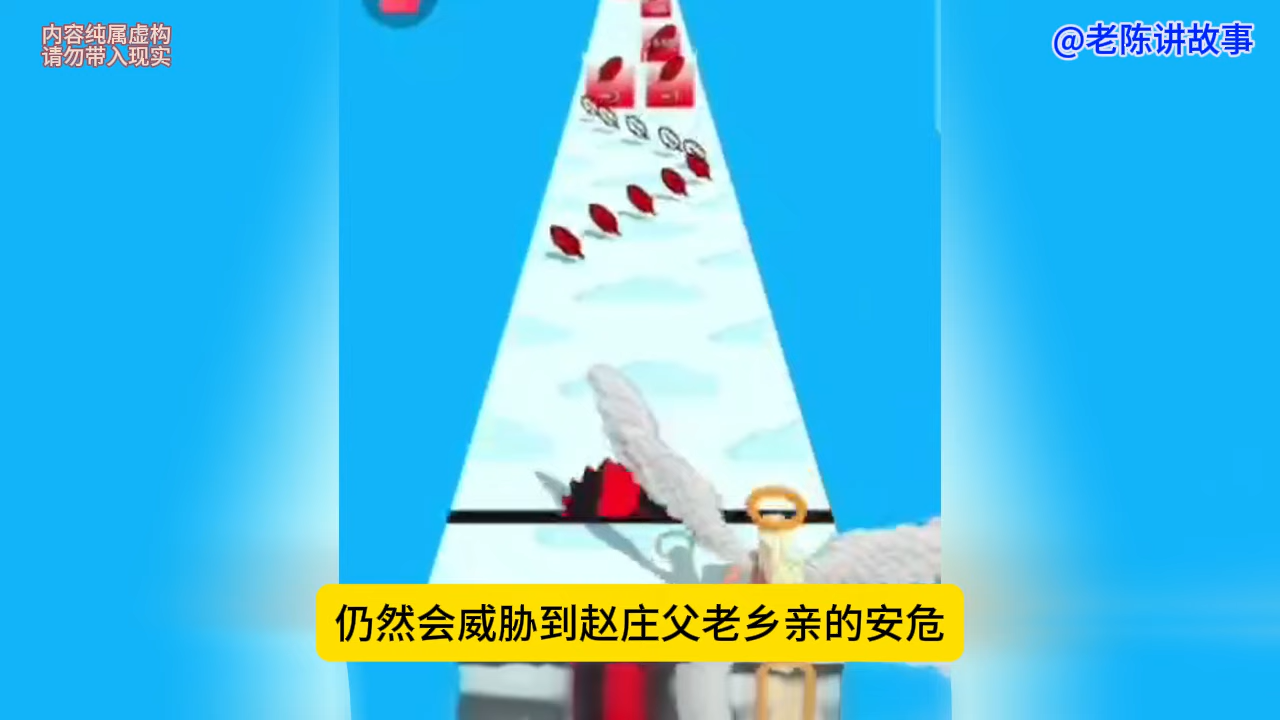 内容纯属虚构
请勿带入现实
@老陈讲故事
仍然会威胁到赵庄父老乡亲的安危